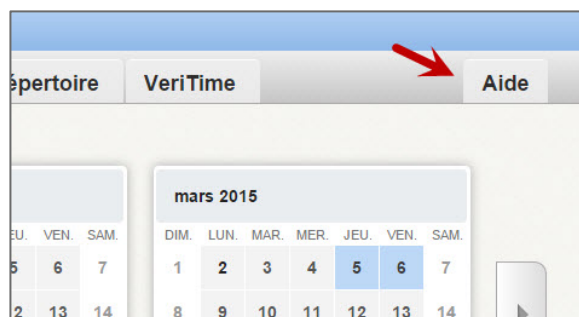 épertoire VeriTime Aide
mars 2015
EU. VEN. SAM. DIM. LUN. MAR. MER. JEU. VEN. SAM.
5 6 7 1 2 3 4 5 6 7
2 13 14 8 9 10 11 12 13 14